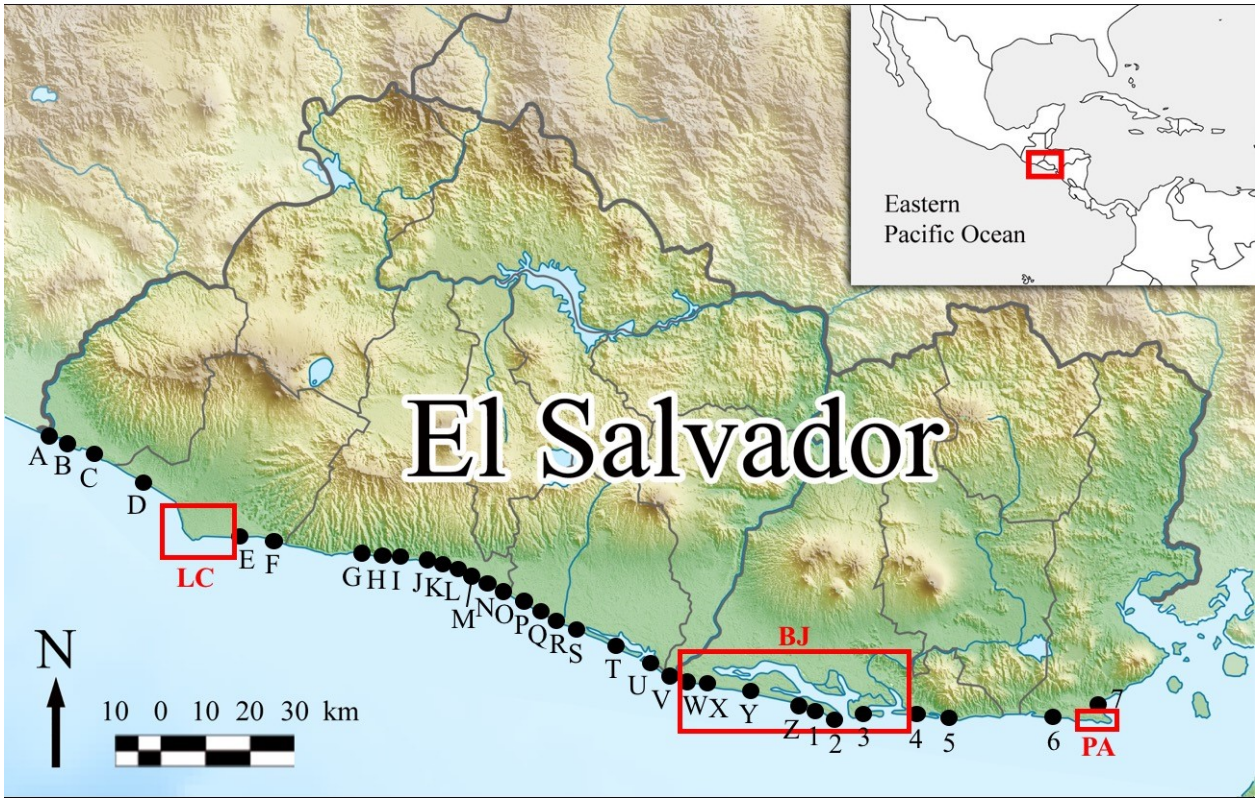 Eastern
Pacific Ocean
El Salvador
A B C D
LC
E F G H I J K L M N O P Q R S T U V
BJ
W X Y Z 1 2 3
4 5 6 7
PA
N
10 0 10 20 30 km